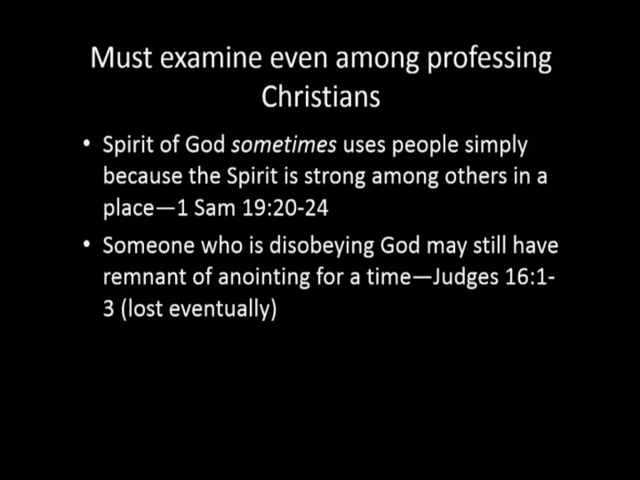 Must examine even among professing
Christians
• Spirit of God sometimes uses people simply
because the Spirit is strong among others in a
place—1 Sam 19:20-24
• Someone who is disobeying God may still have
remnant of anointing for a time—Judges 16:1-
3 (lost eventually)